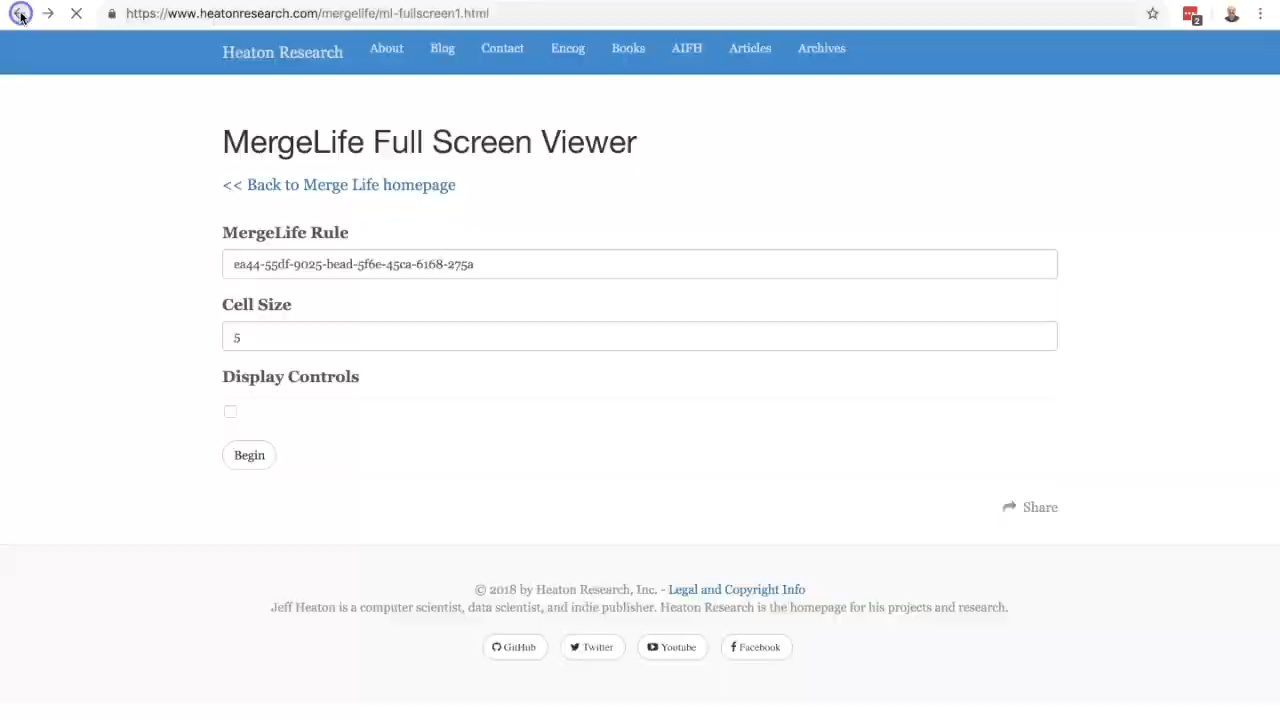 https://www.heatonresearch.com/mergelife/ml-fullscreen1.html
2
Heaton Research About Blog Contact Encog Books AIFH Articles Archives
MergeLife Full Screen Viewer
<< Back to Merge Life homepage
MergeLife Rule
ea44-55df-9025-bead-5f6e-45ca-6168-275a
Cell Size
5
Display Controls
Begin
Share
© 2018 by Heaton Research, Inc. - Legal and Copyright Info
Jeff Heaton is a computer scientist, data scientist, and indie publisher. Heaton Research is the homepage for his projects and research.
GitHub Twitter Youtube Facebook